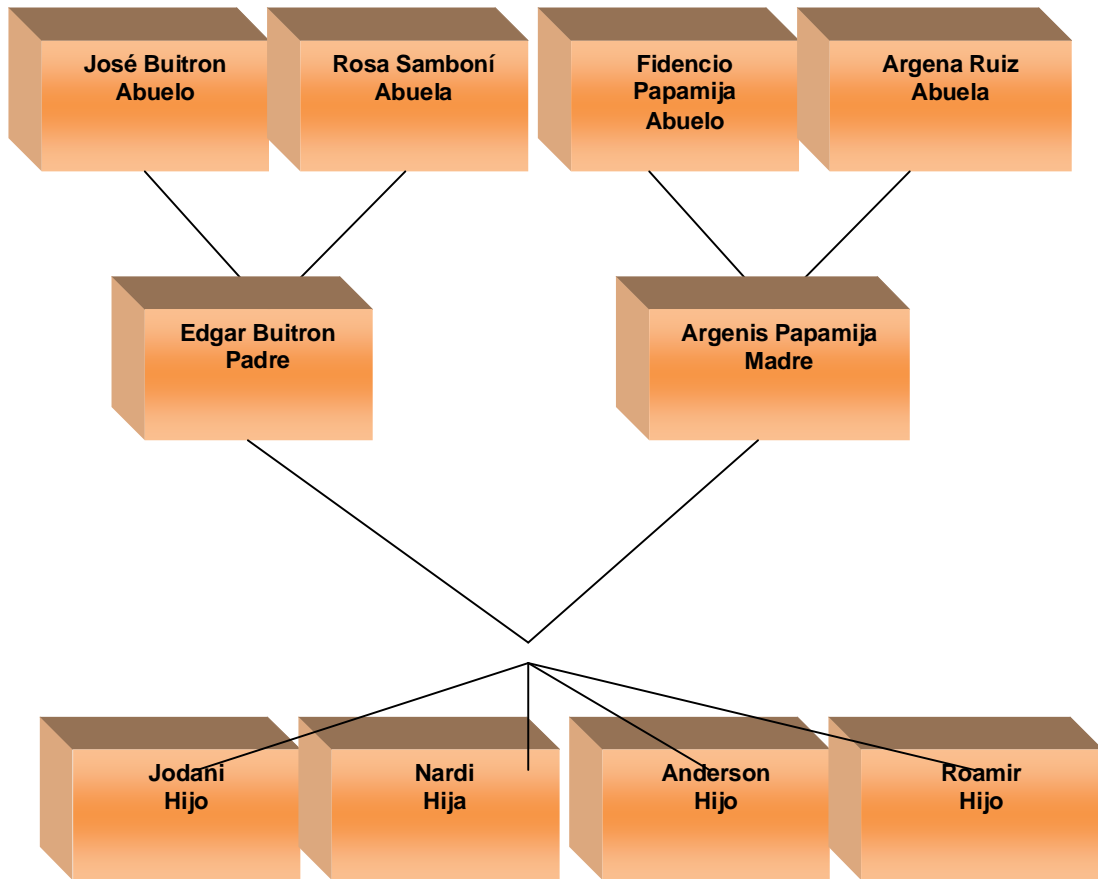 José Buitron
Abuelo
Rosa Samboní
Abuela
Fidencio
Papamija
Abuelo
Argena Ruiz
Abuela
Edgar Buitron
Padre
Argenis Papamija
Madre
Jodani
Hijo
Nardi
Hija
Anderson
Hijo
Roamir
Hijo